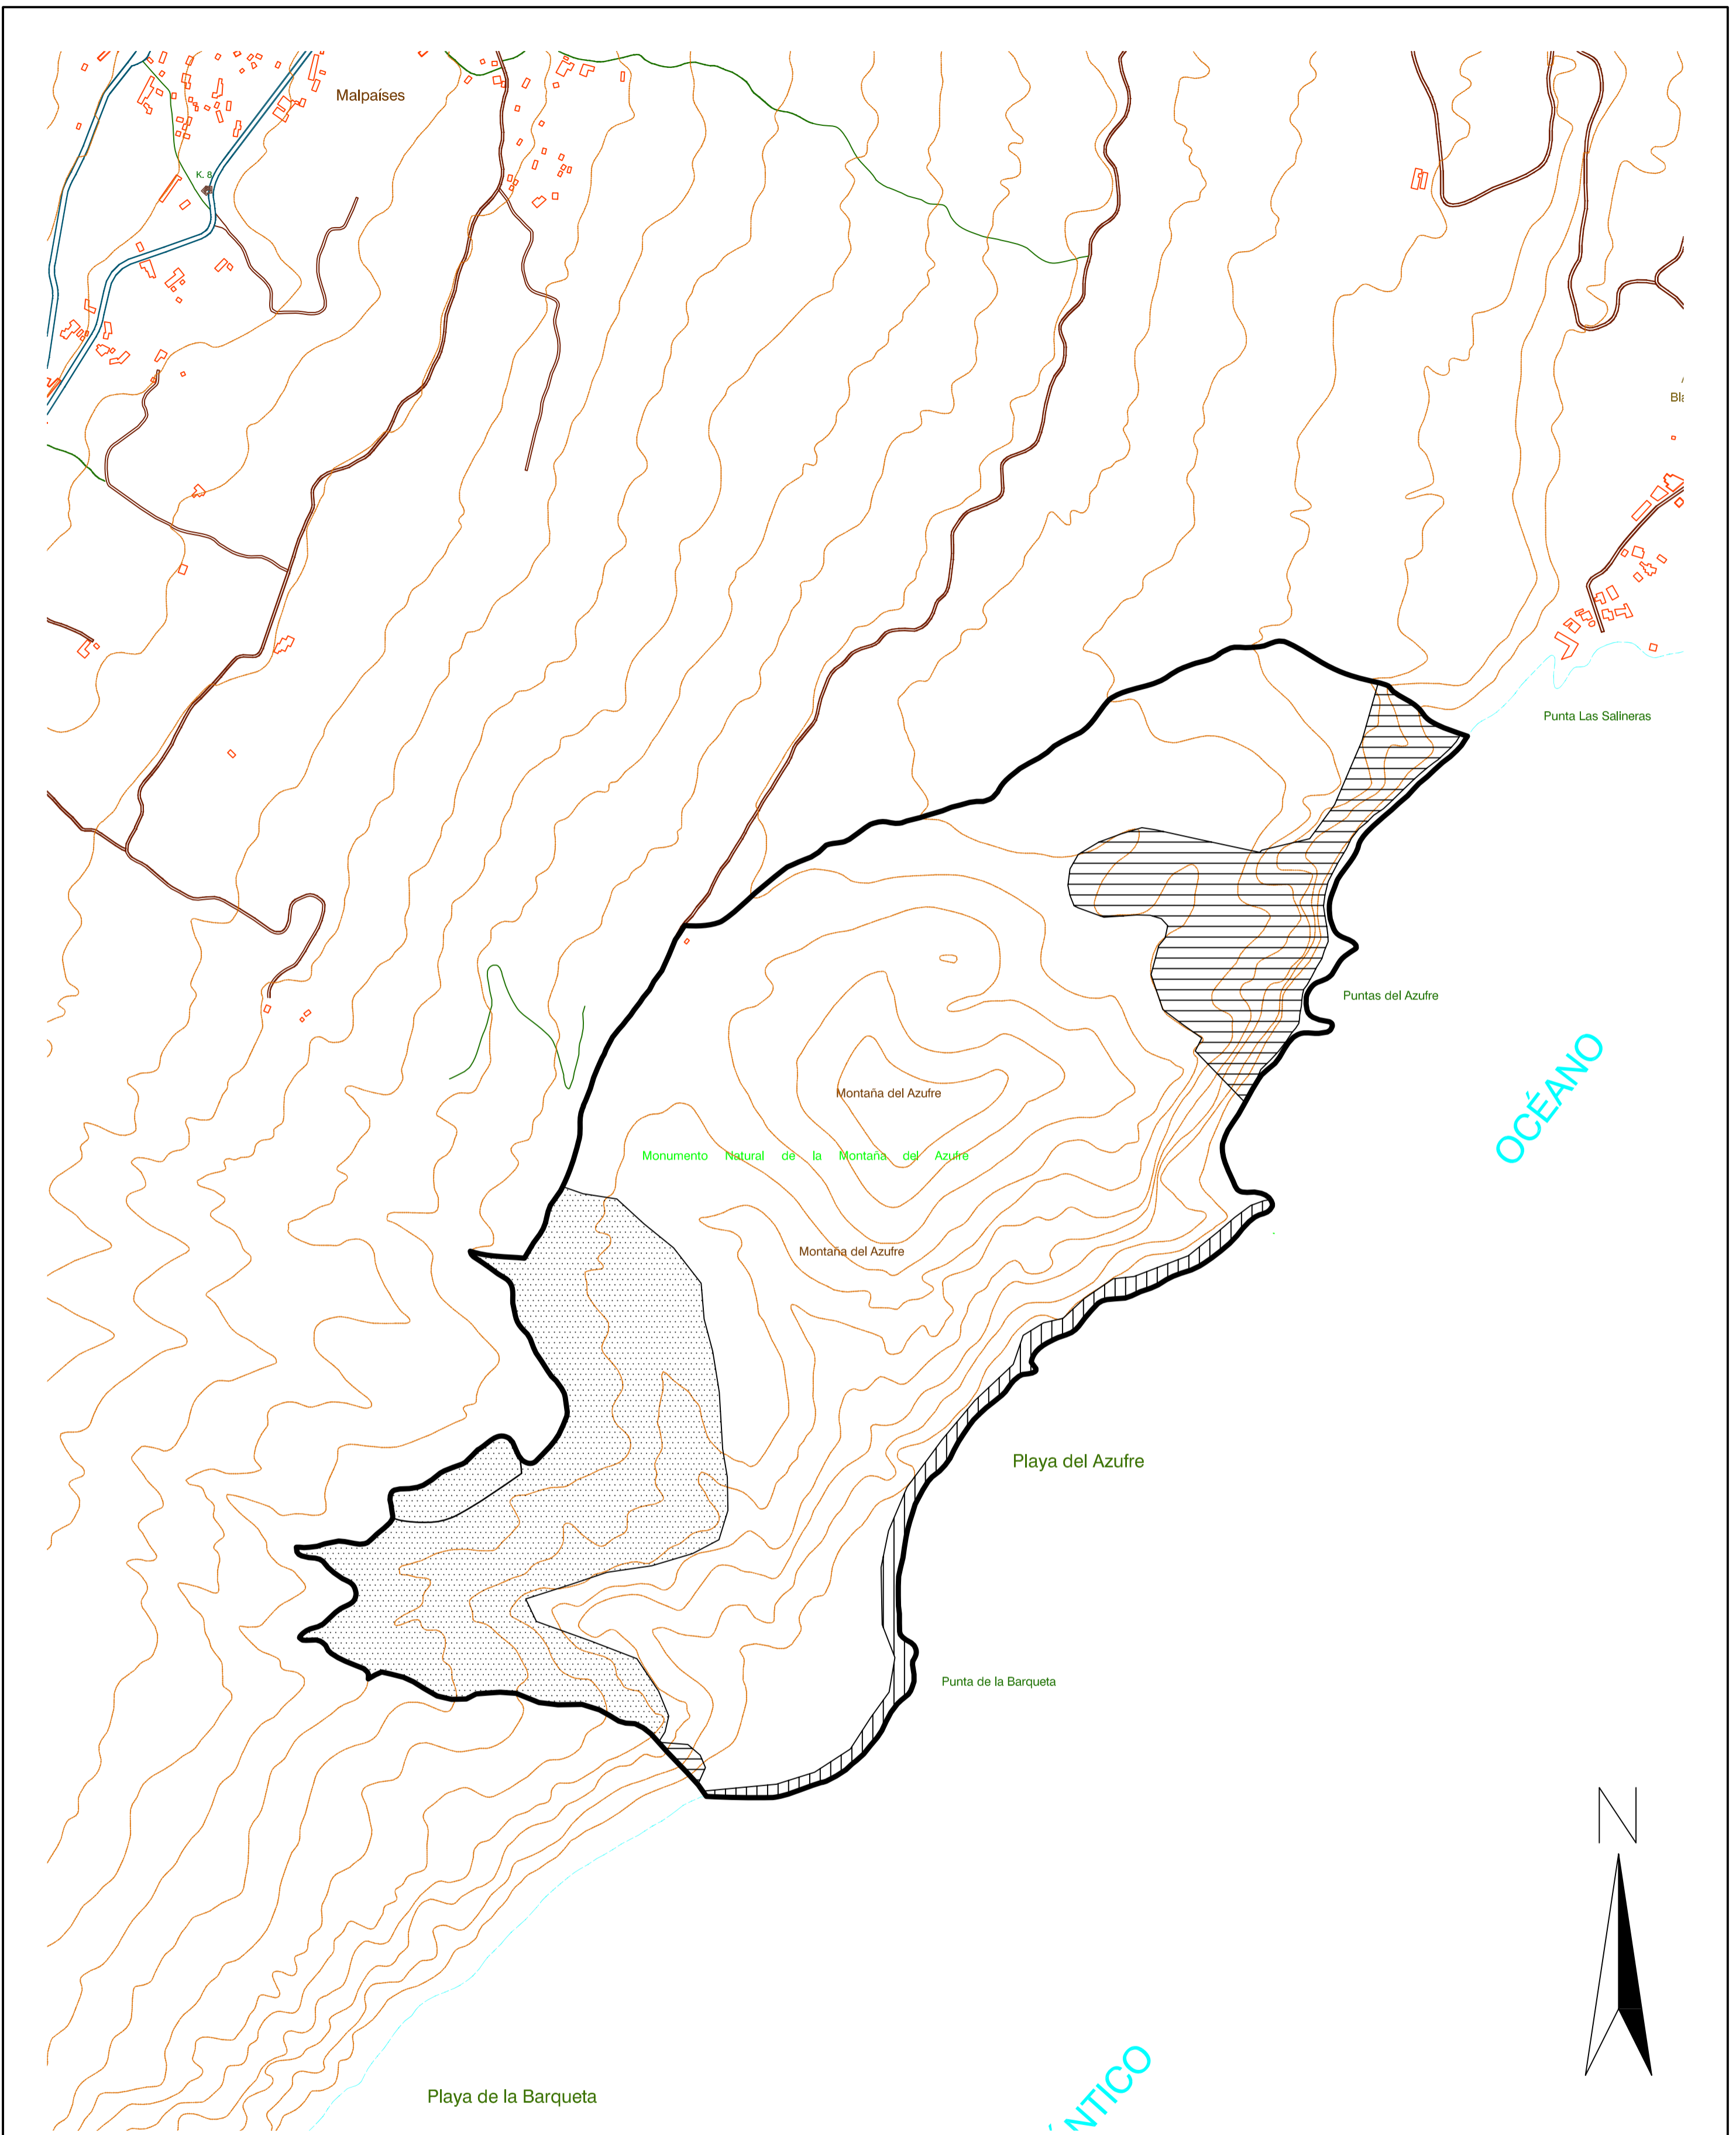 Malpaíses
K. 8
Punta Las Salineras
Puntas del Azufre
OCÉANO
Montaña del Azufre
Monumento Natural de la Montaña del Azufre
Montaña del Azufre
Playa del Azufre
Punta de la Barqueta
N
Playa de la Barqueta
NTICO